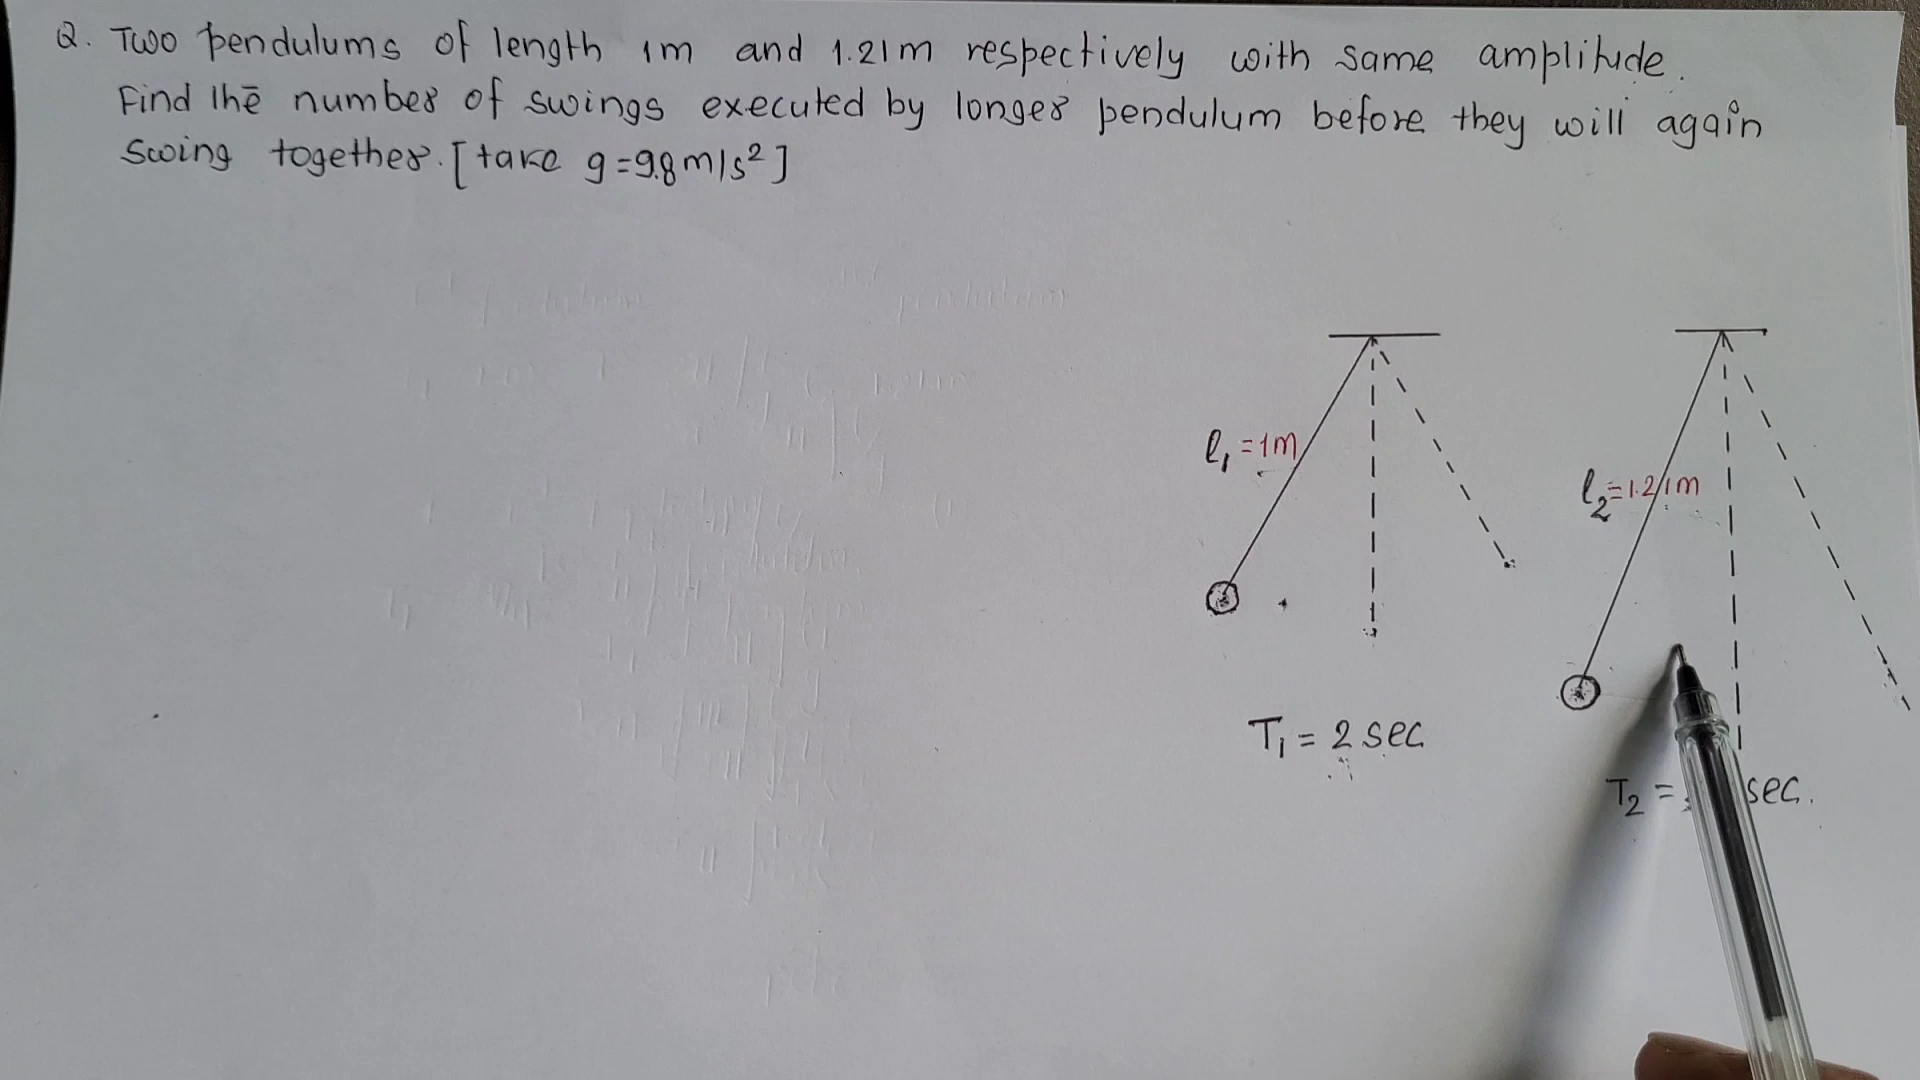 Q. Two pendulums of length 1m and 1.21m respectively with same amplitude.
Find the number of swings executed by longer pendulum before they will again
swing together. [take g=9.8m/s²]
l₁ =1m
l₂=1.21m
T₁ = 2 sec
T₂ = sec.